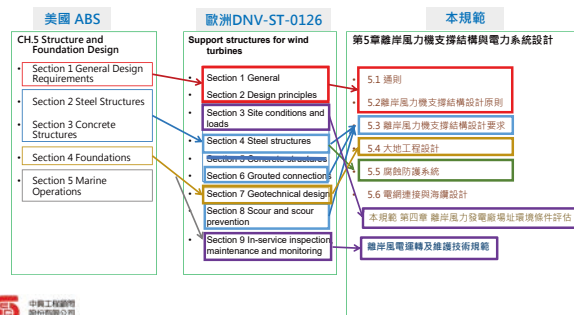 美國 ABS
CH.5 Structure and
Foundation Design
• Section 1 General Design
Requirements
• Section 2 Steel Structures
• Section 3 Concrete
Structures
• Section 4 Foundations
• Section 5 Marine
Operations
歐洲DNV-ST-0126
Support structures for wind
turbines
• Section 1 General
• Section 2 Design principles
• Section 3 Site conditions and
loads
• Section 4 Steel structures
• Section 5 Concrete structures
• Section 6 Grouted connections
• Section 7 Geotechnical design
• Section 8 Scour and scour
prevention
• Section 9 In-service inspection,
maintenance and monitoring
本規範
第5章離岸風力機支撐結構與電力系統設計
• 5.1 通則
• 5.2離岸風力機支撐結構設計原則
• 5.3 離岸風力機支撐結構設計要求
• 5.4 大地工程設計
• 5.5 腐蝕防護系統
• 5.6 電網連接與海纜設計
本規範 第四章 離岸風力發電廠場址環境條件評估
離岸風電運轉及維護技術規範
中興工程顧問
股份有限公司